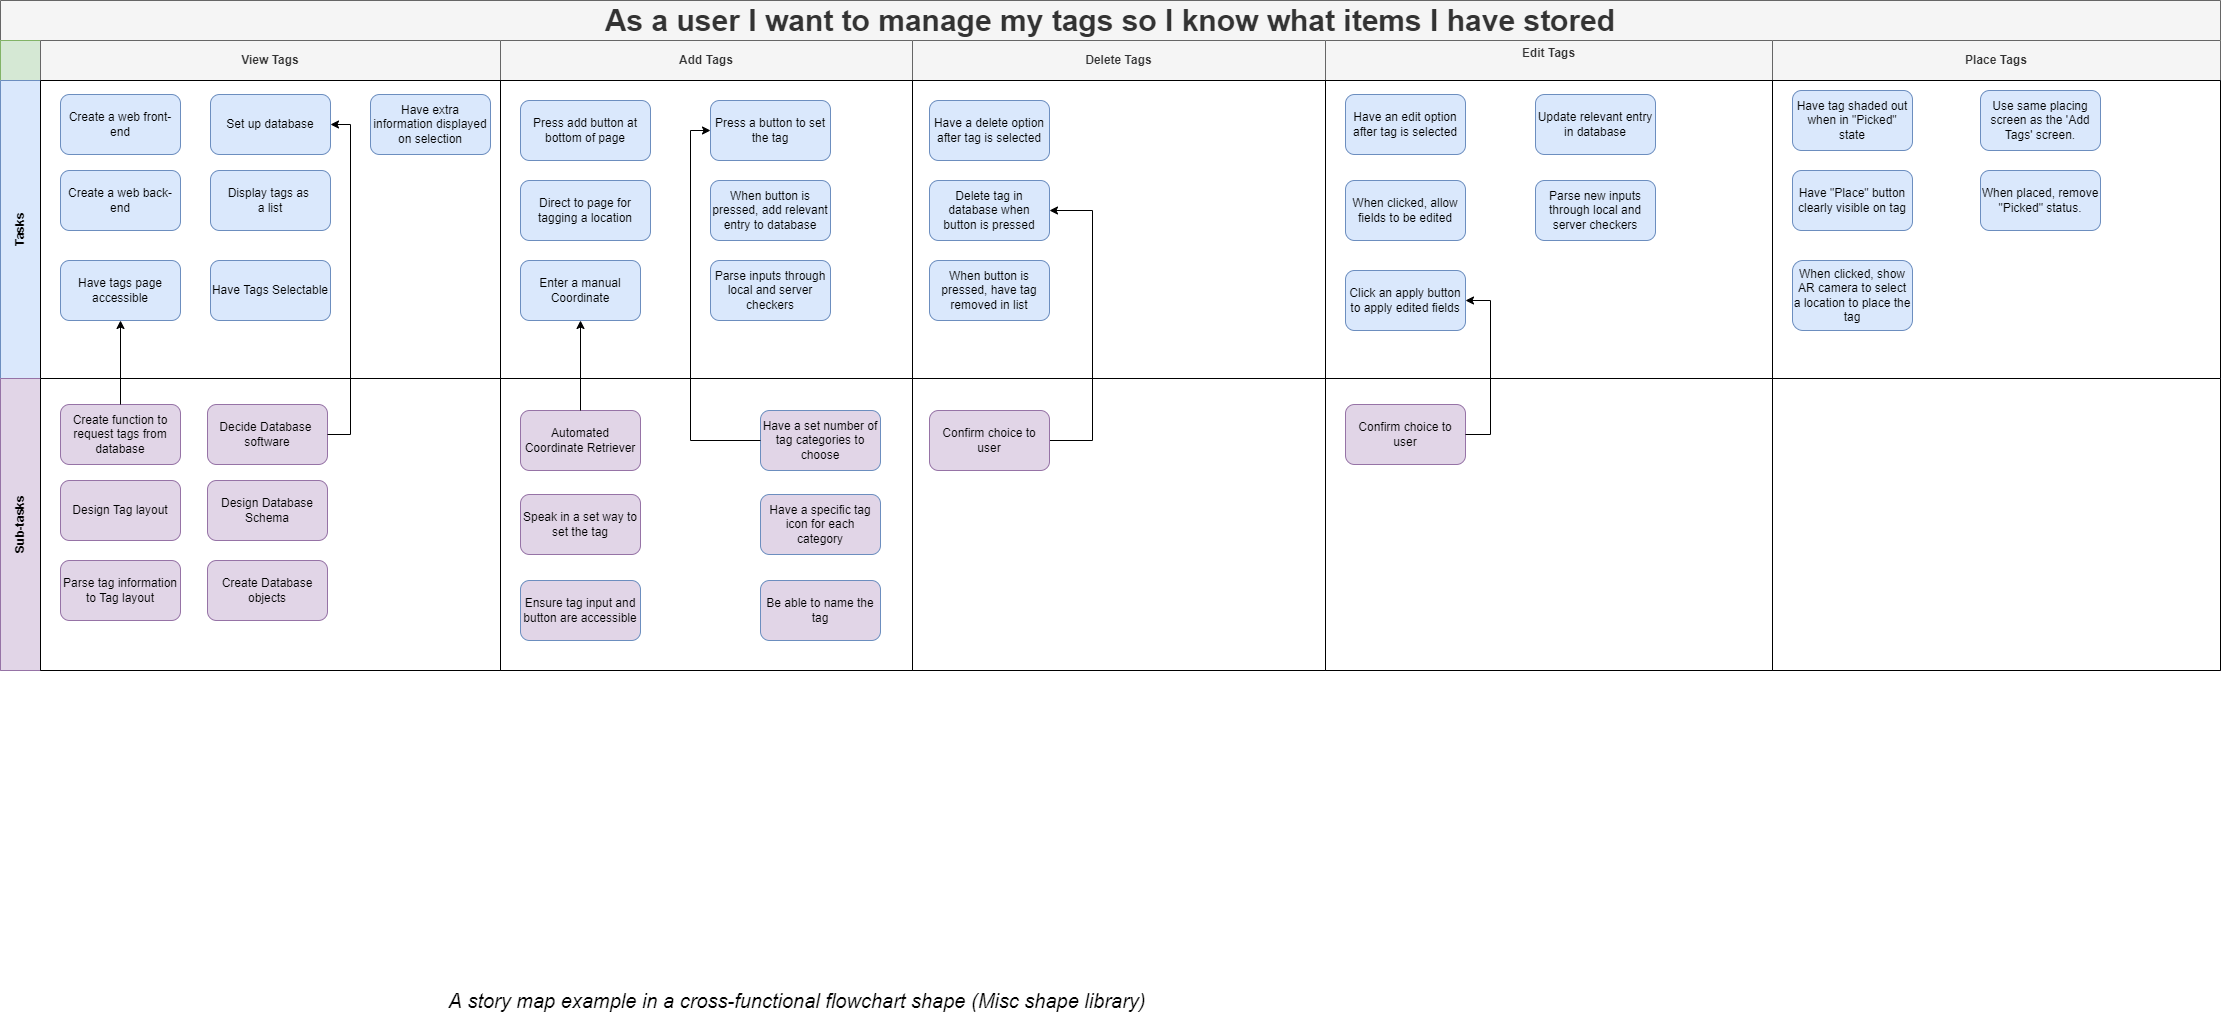 As a user I want to manage my tags so I know what items I have stored
View Tags
Add Tags
Delete Tags
Edit Tags
Place Tags
Tasks
Create a web front-
end
Set up database
Have extra
information displayed
on selection
Create a web back-
end
Display tags as
a list
Have tags page
accessible
Have Tags Selectable
Press add button at
bottom of page
Press a button to set
the tag
Direct to page for
tagging a location
When button is
pressed, add relevant
entry to database
Enter a manual
Coordinate
Parse inputs through
local and server
checkers
Have a delete option
after tag is selected
Delete tag in
database when
button is pressed
When button is
pressed, have tag
removed in list
Have an edit option
after tag is selected
Update relevant entry
in database
When clicked, allow
fields to be edited
Parse new inputs
through local and
server checkers
Click an apply button
to apply edited fields
Have tag shaded out
when in "Picked"
state
Use same placing
screen as the 'Add
Tags' screen.
Have "Place" button
clearly visible on tag
When placed, remove
"Picked" status.
When clicked, show
AR camera to select
a location to place the
tag
Sub-tasks
Create function to
request tags from
database
Decide Database
software
Design Tag layout
Design Database
Schema
Parse tag information
to Tag layout
Create Database
objects
Automated
Coordinate Retriever
Have a set number of
tag categories to
choose
Speak in a set way to
set the tag
Have a specific tag
icon for each
category
Ensure tag input and
button are accessible
Be able to name the
tag
Confirm choice to
user
Confirm choice to
user
A story map example in a cross-functional flowchart shape (Misc shape library)